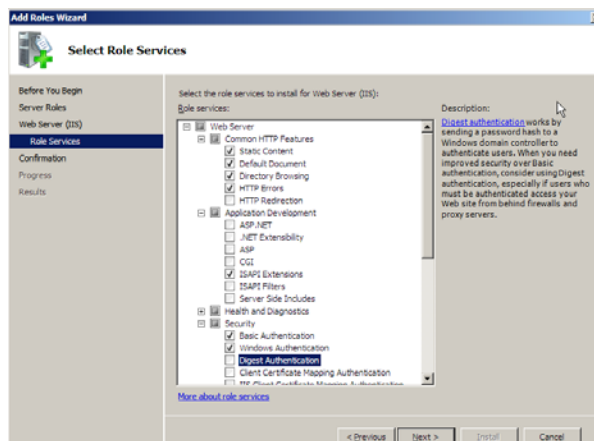 Add Roles Wizard
Select Role Services
Before You Begin
Server Roles
Web Server (IIS)
Role Services
Confirmation
Progress
Results
Select the role services to install for Web Server (IIS):
Role services:
Web Server
Common HTTP Features
Static Content
Default Document
Directory Browsing
HTTP Errors
HTTP Redirection
Application Development
ASP.NET
.NET Extensibility
ASP
CGI
ISAPI Extensions
ISAPI Filters
Server Side Includes
Health and Diagnostics
Security
Basic Authentication
Windows Authentication
Digest Authentication
Client Certificate Mapping Authentication
IIS Client Certificate Mapping Authentication
More about role services
Description:
Digest authentication works by
sending a password hash to a
Windows domain controller to
authenticate users. When you need
improved security over Basic
authentication, consider using Digest
authentication, especially if users who
must be authenticated access your
Web site from behind firewalls and
proxy servers.
< Previous
Next >
Install
Cancel